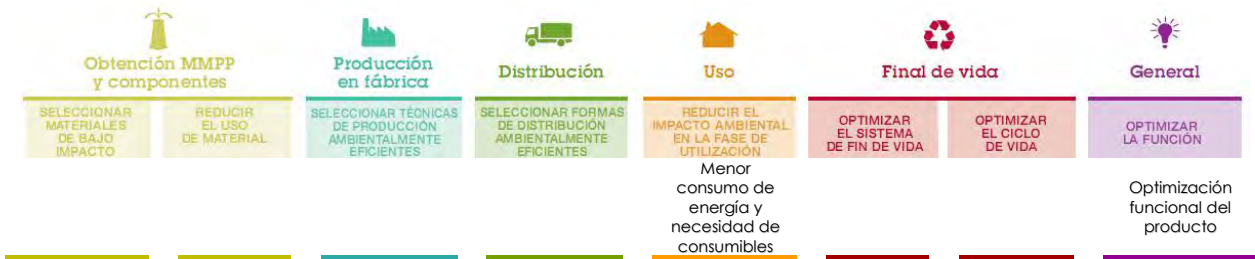 Obtención MMPP
y componentes
Producción
en fábrica
Distribución
Uso
Final de vida
General
SELECCIONAR
MATERIALES
DE BAJO
IMPACTO
REDUCIR
EL USO
DE MATERIAL
SELECCIONAR TÉCNICAS
DE PRODUCCIÓN
AMBIENTALMENTE
EFICIENTES
SELECCIONAR FORMAS
DE DISTRIBUCIÓN
AMBIENTALMENTE
EFICIENTES
REDUCIR EL
IMPACTO AMBIENTAL
EN LA FASE DE
UTILIZACIÓN
OPTIMIZAR
EL SISTEMA
DE FIN DE VIDA
OPTIMIZAR
EL CICLO
DE VIDA
OPTIMIZAR
LA FUNCIÓN
Menor
consumo de
energía y
necesidad de
consumibles
Optimización
funcional del
producto